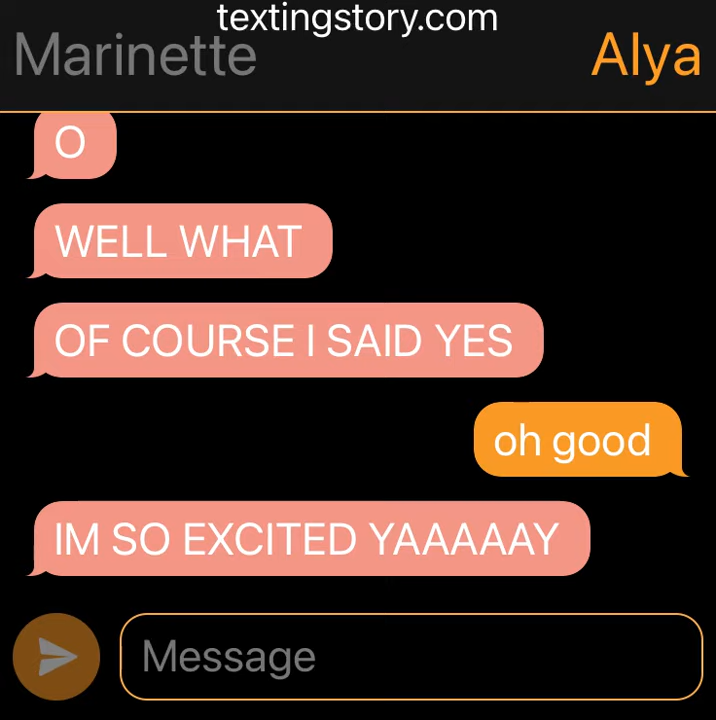 textingstory.com
Marinette
Alya
O
WELL WHAT
OF COURSE I SAID YES
oh good
IM SO EXCITED YAAAAAY
Message